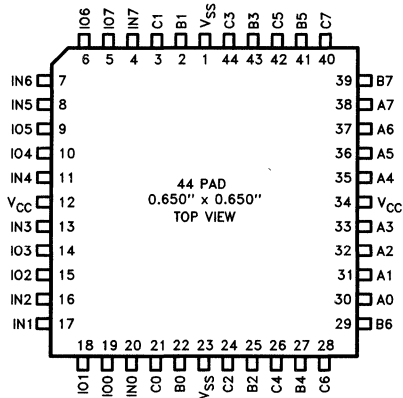 IO6 IO7 IN7 C1 B1 VSS C3 B3 C5 B5 C7
6 5 4 3 2 1 44 43 42 41 40
IN6 7 39 B7
IN5 8 38 A7
IO5 9 37 A6
IO4 10 36 A5
IN4 11 35 A4
VCC 12 34 VCC
IN3 13 33 A3
IO3 14 32 A2
IO2 15 31 A1
IN2 16 30 A0
IN1 17 29 B6
44 PAD
0.650" x 0.650"
TOP VIEW
18 19 20 21 22 23 24 25 26 27 28
IO1 IO0 IN0 C0 B0 VSS C2 B2 C4 B4 C6